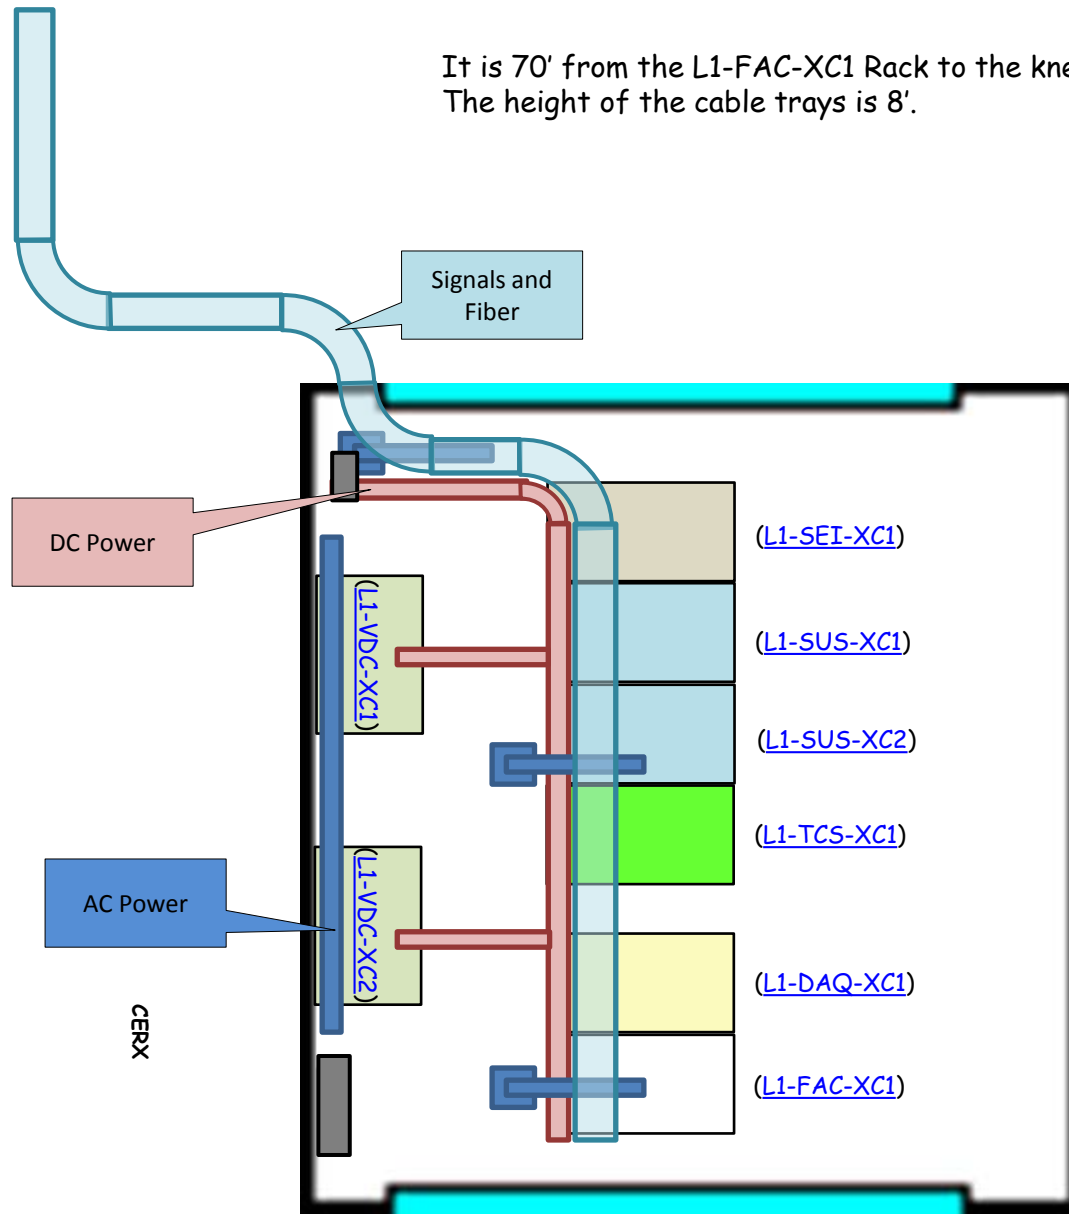 It is 70' from the L1-FAC-XC1 Rack to the
The height of the cable trays is 8'.
Signals and
Fiber
DC Power
(L1-SEI-XC1)
(L1-VDC-XC1)
(L1-SUS-XC1)
(L1-SUS-XC2)
(L1-TCS-XC1)
AC Power
(L1-VDC-XC2)
(L1-DAQ-XC1)
CERX
(L1-FAC-XC1)